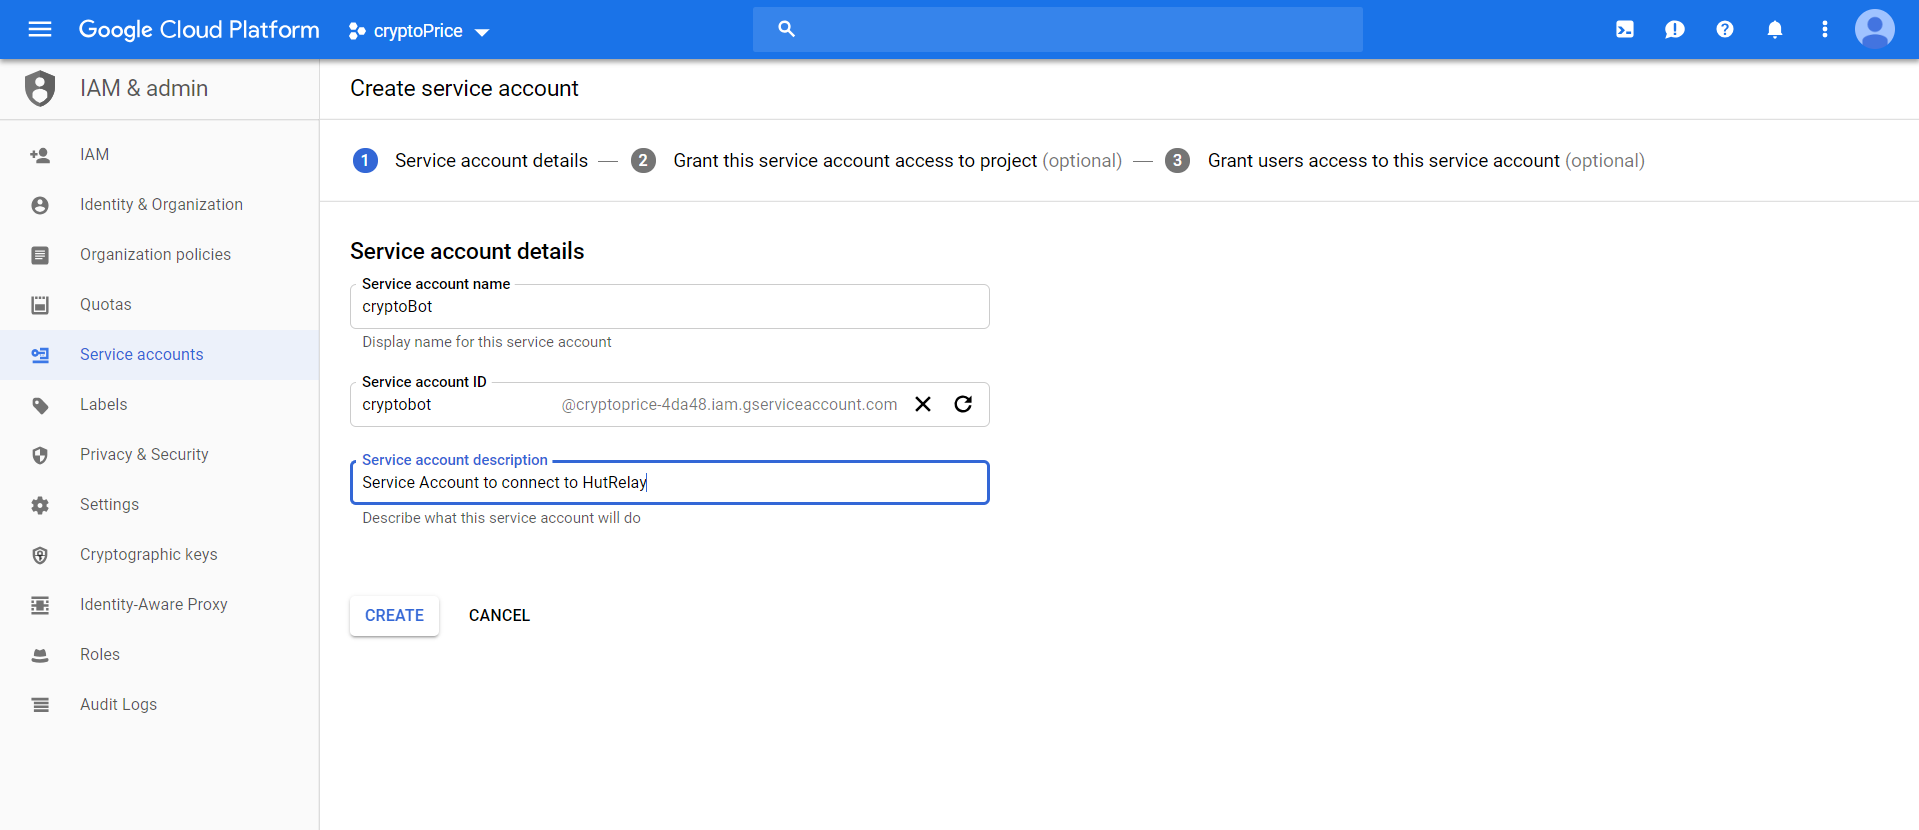 Google Cloud Platform
cryptoPrice
IAM & admin
Create service account
IAM
Identity & Organization
Organization policies
Quotas
Service accounts
Labels
Privacy & Security
Settings
Cryptographic keys
Identity-Aware Proxy
Roles
Audit Logs
1 Service account details — 2 Grant this service account access to project (optional) — 3 Grant users access to this service account (optional)
Service account details
Service account name
cryptoBot
Display name for this service account
Service account ID
cryptobot @cryptoprice-4da48.iam.gserviceaccount.com
Service account description
Service Account to connect to HutRelay
Describe what this service account will do
CREATE CANCEL